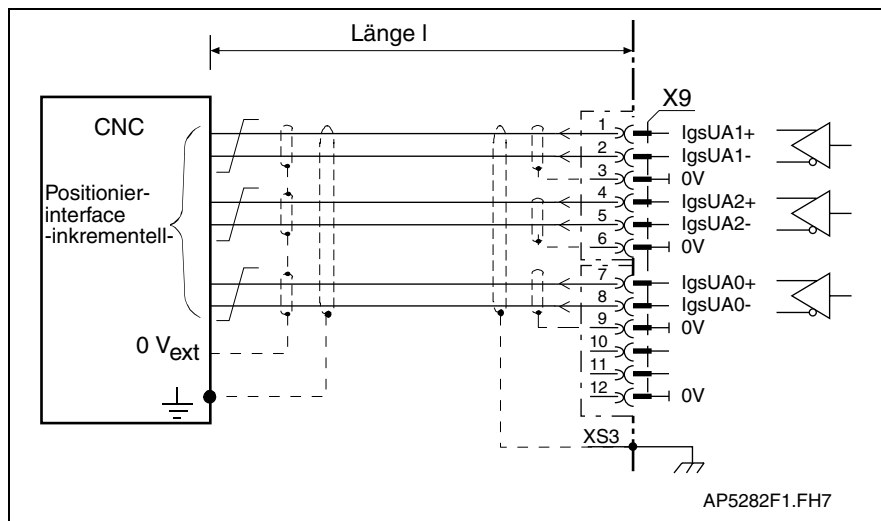 Länge l
CNC
Positionier-
interface
-inkrementell-
0 Vext
X9
1 IgsUA1+
2 IgsUA1-
3 0V
4 IgsUA2+
5 IgsUA2-
6 0V
7 IgsUA0+
8 IgsUA0-
9 0V
10
11
12 0V
XS3
AP5282F1.FH7